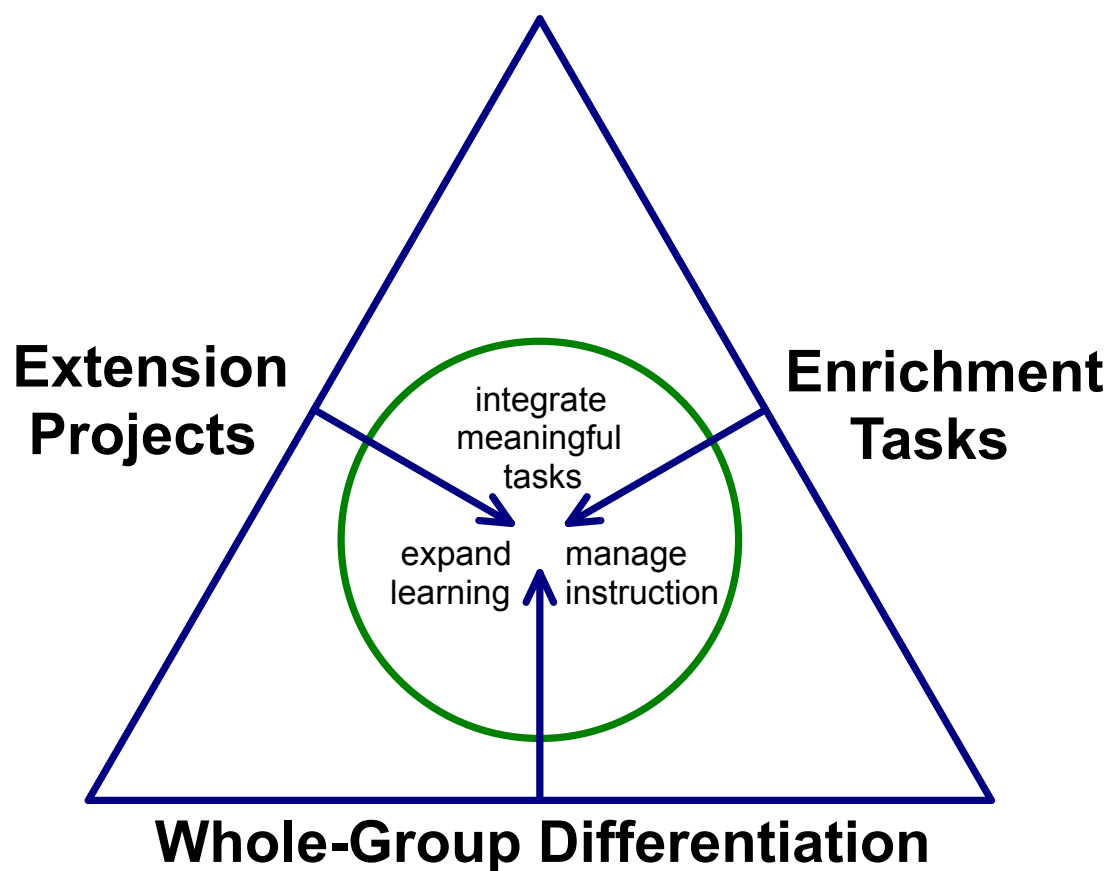 Extension
Projects
Enrichment
Tasks
integrate
meaningful
tasks
expand
learning
manage
instruction
Whole-Group Differentiation